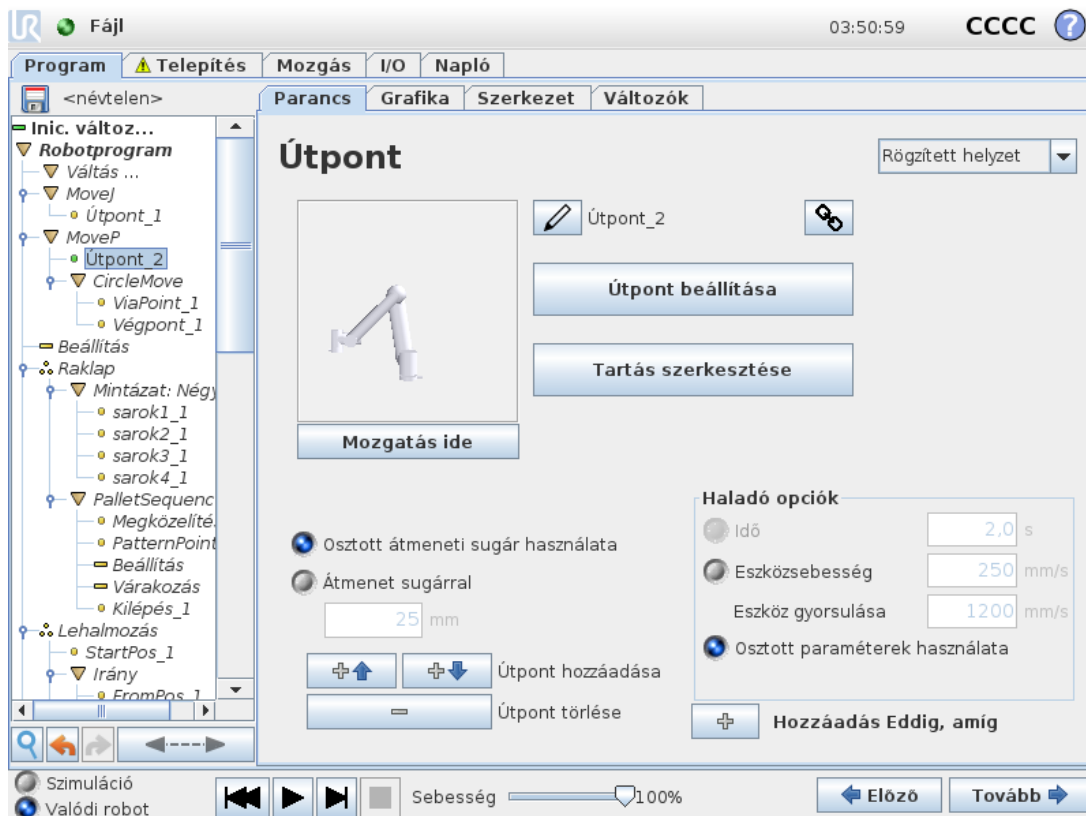 UR Fájl 03:50:59 CCCC ?
Program Telepítés Mozgás I/O Napló
<névtelen>
Parancs Grafika Szerkezet Változók
Inic. változ...
Robotprogram
Váltás ...
MoveJ
Útpont_1
MoveP
Útpont_2
CircleMove
ViaPoint_1
Végpont_1
Beállítás
Raklap
Mintázat: Négy
sarok1_1
sarok2_1
sarok3_1
sarok4_1
PalletSequenc
Megközelíté
PatternPoint
Beállítás
Várakozás
Kilépés_1
Lehalmozás
StartPos_1
Irány
FromPos_1
Útpont
Rögzített helyzet
Útpont_2
Útpont beállítása
Tartás szerkesztése
Mozgatás ide
Osztott átmeneti sugár használata
Átmenet sugárral
25 mm
Útpont hozzáadása
Útpont törlése
Haladó opciók
Idő 2,0 s
Eszközsebesség 250 mm/s
Eszköz gyorsulása 1200 mm/s
Osztott paraméterek használata
Hozzáadás Eddig, amíg
Szimuláció
Valódi robot
Sebesség 100%
Előző
Tovább